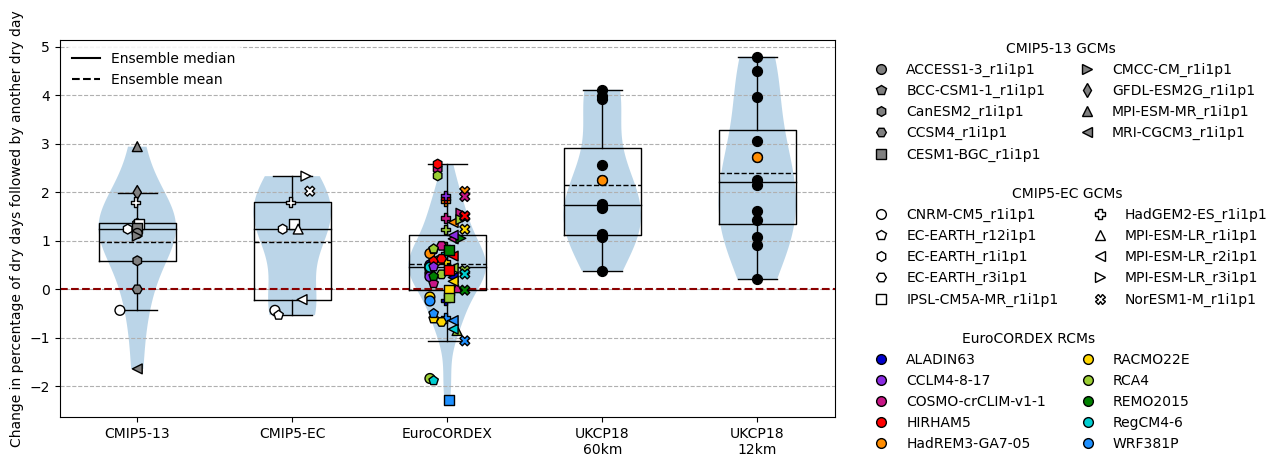 Change in percentage of dry days followed by another dry day
5
4
3
2
1
0
−1
−2
Ensemble median
Ensemble mean
CMIP5-13
CMIP5-EC
EuroCORDEX
UKCP18
60km
UKCP18
12km
CMIP5-13 GCMs
ACCESS1-3_r1i1p1
BCC-CSM1-1_r1i1p1
CanESM2_r1i1p1
CCSM4_r1i1p1
CESM1-BGC_r1i1p1
CMCC-CM_r1i1p1
GFDL-ESM2G_r1i1p1
MPI-ESM-MR_r1i1p1
MRI-CGCM3_r1i1p1
CMIP5-EC GCMs
CNRM-CM5_r1i1p1
EC-EARTH_r12i1p1
EC-EARTH_r1i1p1
EC-EARTH_r3i1p1
IPSL-CM5A-MR_r1i1p1
HadGEM2-ES_r1i1p1
MPI-ESM-LR_r1i1p1
MPI-ESM-LR_r2i1p1
MPI-ESM-LR_r3i1p1
NorESM1-M_r1i1p1
EuroCORDEX RCMs
ALADIN63
CCLM4-8-17
COSMO-crCLIM-v1-1
HIRHAM5
HadREM3-GA7-05
RACMO22E
RCA4
REMO2015
RegCM4-6
WRF381P